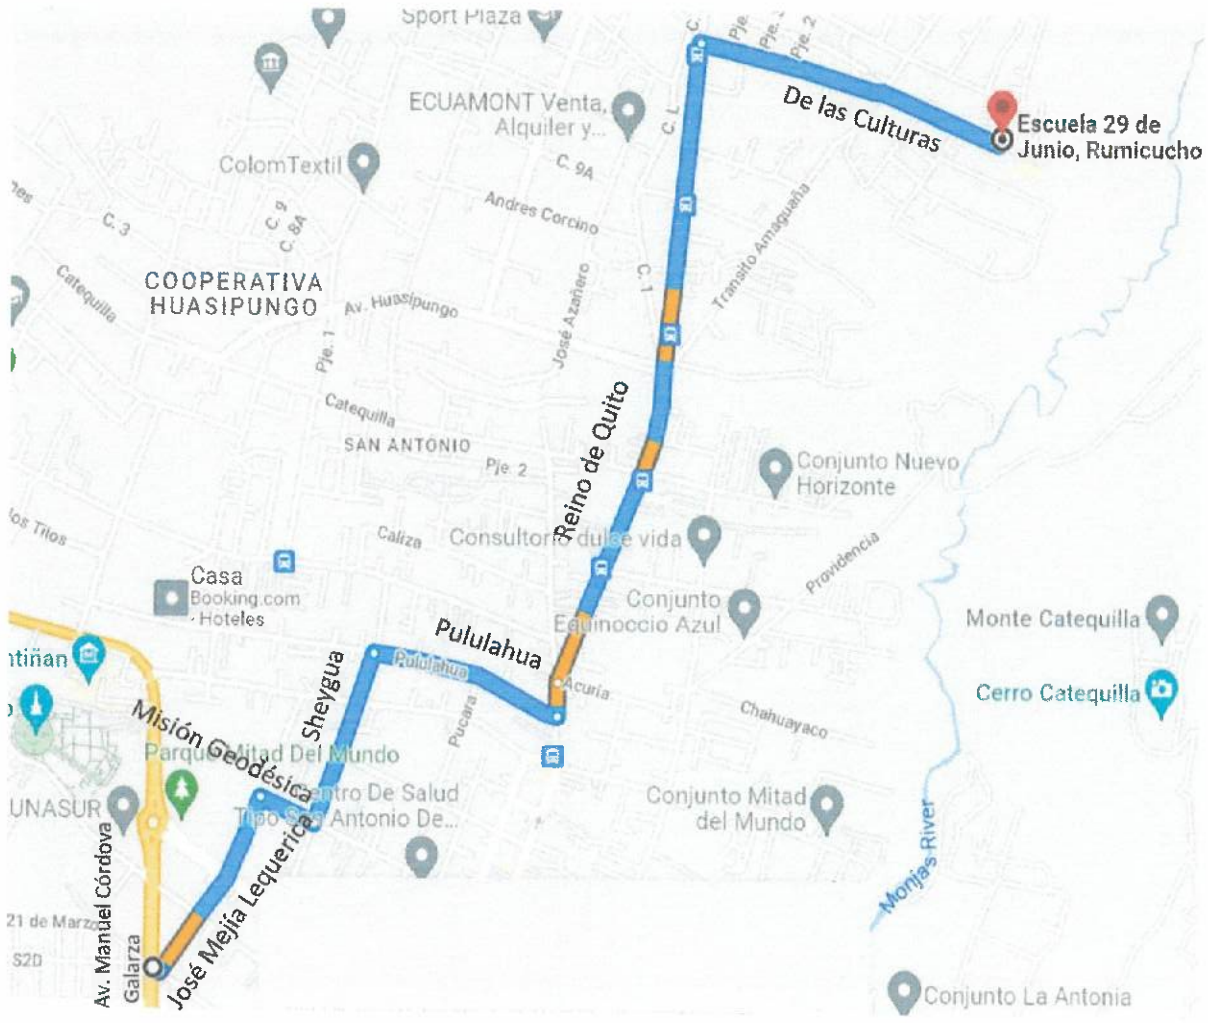 Sport Plaza
C.
Pje.
Pje.
Pje. 2
ECUAMONT Venta,
Alquiler y...
C. L
De las Culturas
Escuela 29 de
Junio, Rumicucho
ColomTextil
C. 9A
Andres Corcino
C. 9
C. 8A
C. 3
nes
Catequilla
COOPERATIVA
HUASIPUNGO
Av. Huasipungo
José Azañero
C. 1
Transito Amaguaña
Pje. 1
Catequilla
SAN ANTONIO
Pje. 2
Reino de Quito
Conjunto Nuevo
Horizonte
los Tilos
Caliza
Consultorio dulce vida
Providencia
Casa
Booking.com
- Hoteles
Conjunto
Equinoccio Azul
Monte Catequilla
Pululahua
Pululahua
ntiñan
Sheygua
Acuria
Cerro Catequilla
Pucara
Chahuayaco
Misión Geodésica
Parque Mitad Del Mundo
UNASUR
Centro De Salud
Tipo San Antonio De...
Conjunto Mitad
del Mundo
Monjas River
Av. Manuel Córdova
Galarza
José Mejía Lequerica
21 de Marzo
S2D
Conjunto La Antonia